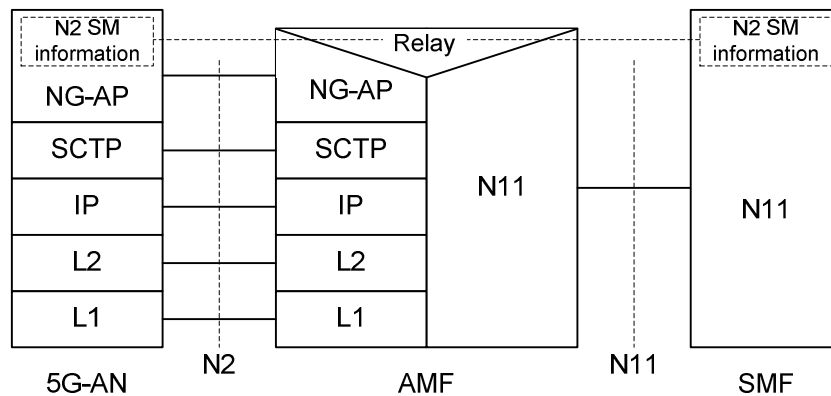 N2 SM
information
Relay
N2 SM
information
NG-AP
NG-AP
SCTP
SCTP
N11
N11
IP
IP
L2
L2
L1
L1
N2
N11
5G-AN
AMF
SMF